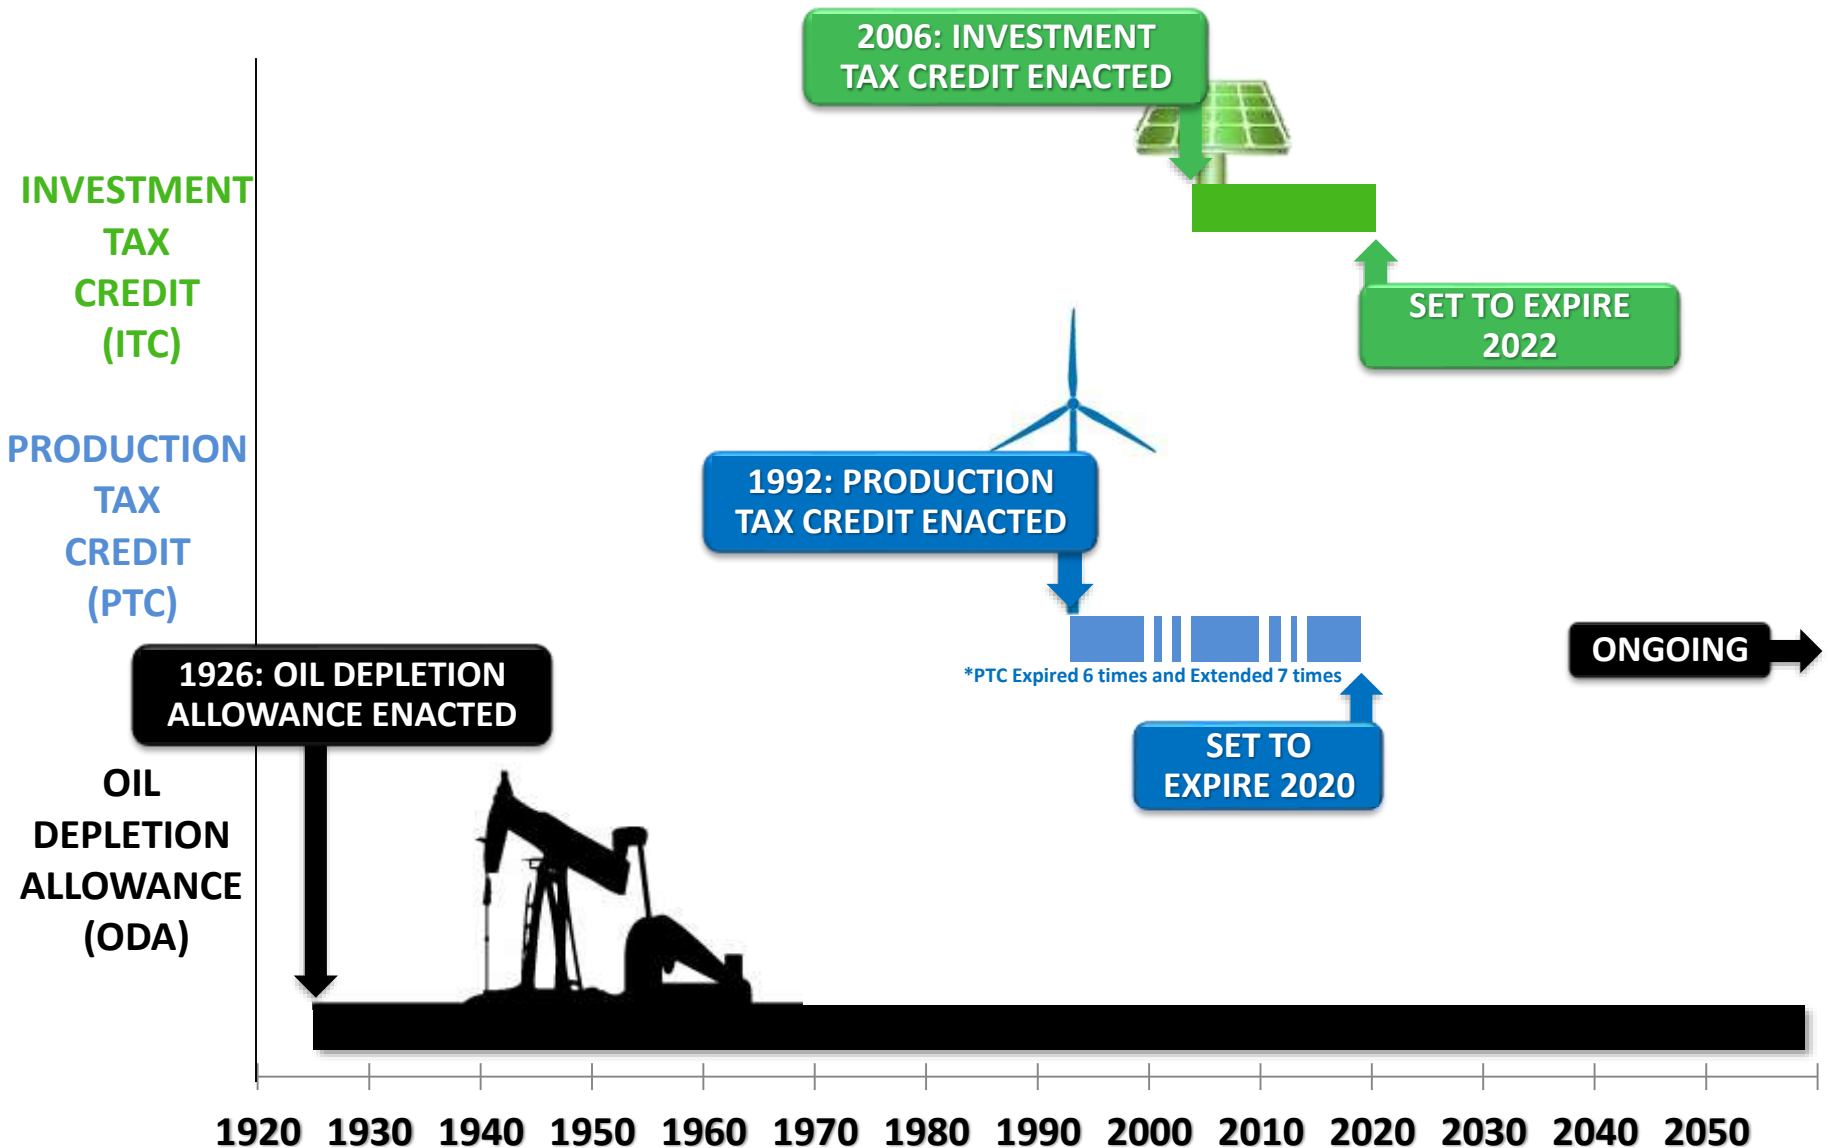 2006: INVESTMENT
TAX CREDIT ENACTED
INVESTMENT
TAX
CREDIT
(ITC)
SET TO EXPIRE
2022
PRODUCTION
TAX
CREDIT
(PTC)
1992: PRODUCTION
TAX CREDIT ENACTED
*PTC Expired 6 times and Extended 7 times
ONGOING
1926: OIL DEPLETION
ALLOWANCE ENACTED
SET TO
EXPIRE 2020
OIL
DEPLETION
ALLOWANCE
(ODA)
1920 1930 1940 1950 1960 1970 1980 1990 2000 2010 2020 2030 2040 2050